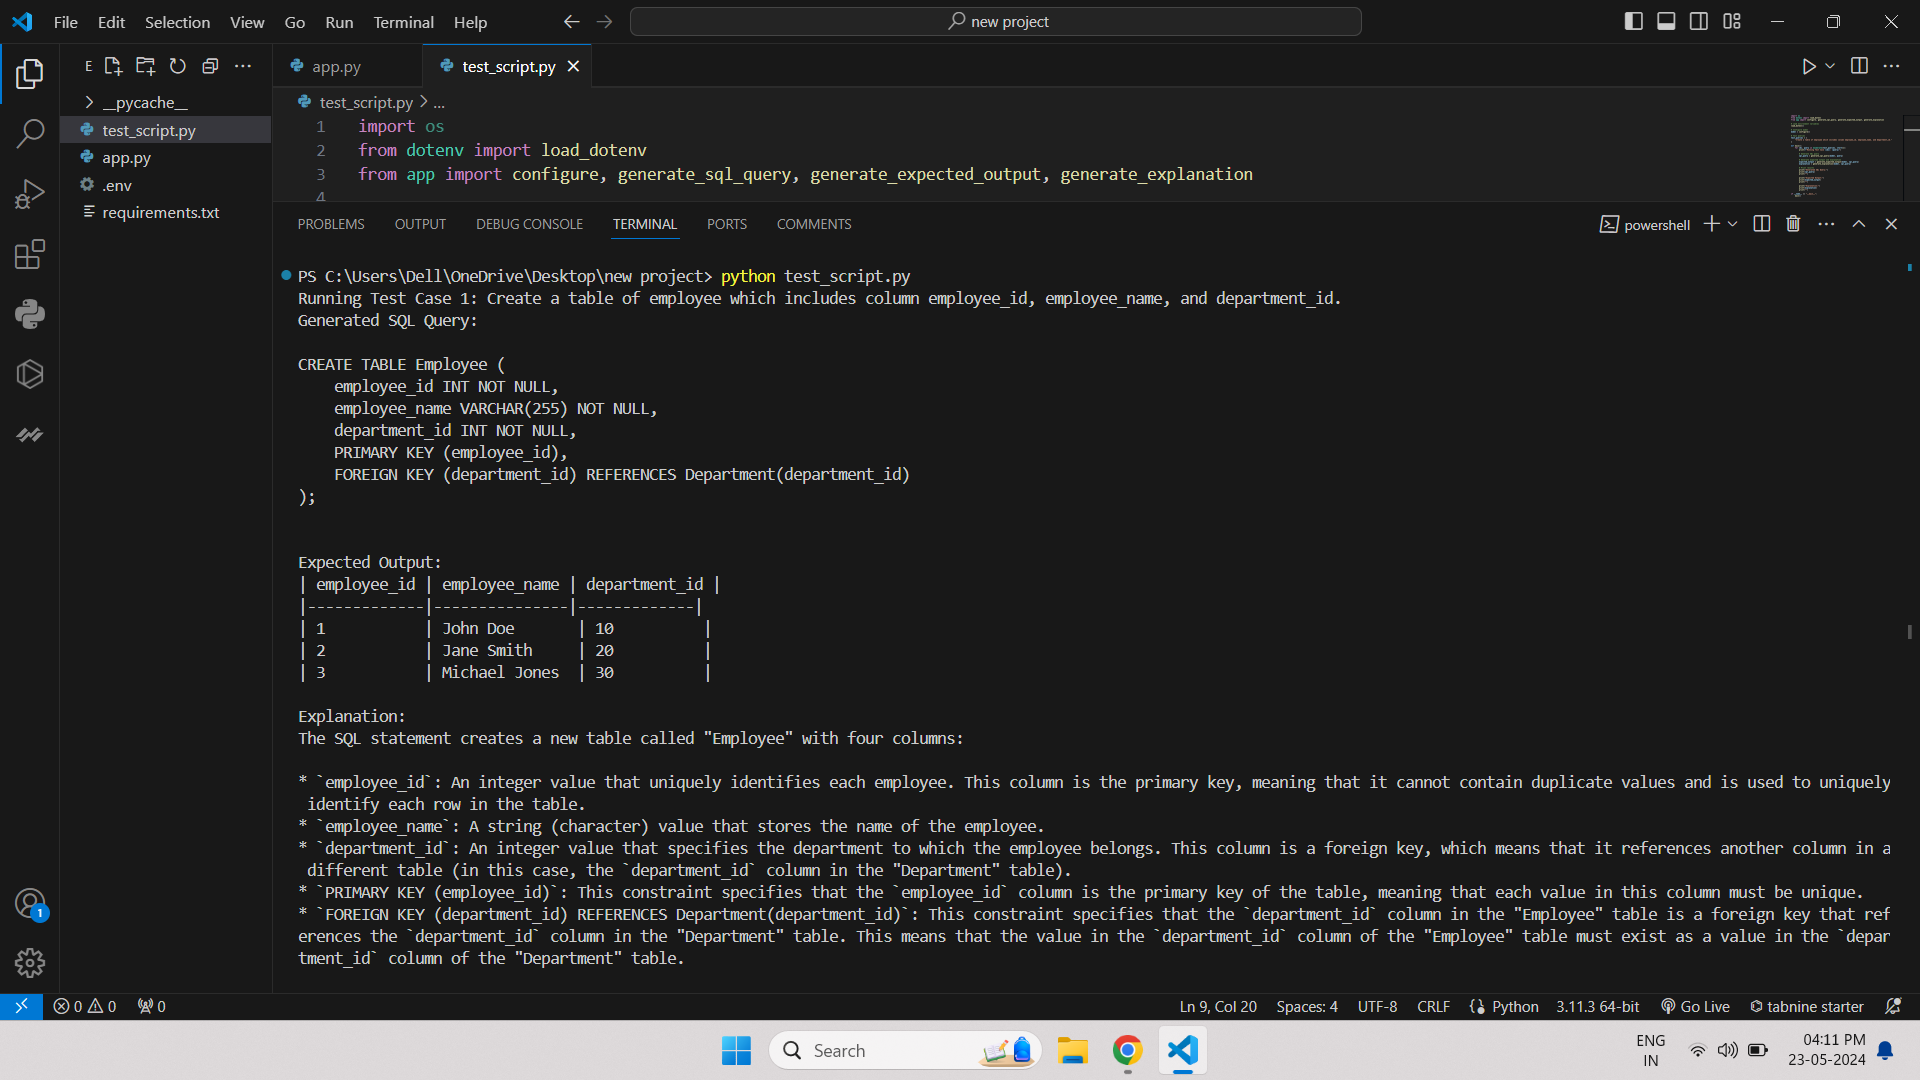 File Edit Selection View Go Run Terminal Help
new project
E
app.py
test_script.py
__pycache__
test_script.py
app.py
.env
requirements.txt
test_script.py > ...
1 import os
2 from dotenv import load_dotenv
3 from app import configure, generate_sql_query, generate_expected_output, generate_explanation
4
PROBLEMS OUTPUT DEBUG CONSOLE TERMINAL PORTS COMMENTS
powershell
PS C:\Users\Dell\OneDrive\Desktop\new project> python test_script.py
Running Test Case 1: Create a table of employee which includes column employee_id, employee_name, and department_id.
Generated SQL Query:
CREATE TABLE Employee (
employee_id INT NOT NULL,
employee_name VARCHAR(255) NOT NULL,
department_id INT NOT NULL,
PRIMARY KEY (employee_id),
FOREIGN KEY (department_id) REFERENCES Department(department_id)
);
Expected Output:
| employee_id | employee_name | department_id |
|-------------|---------------|-------------|
| 1 | John Doe | 10 |
| 2 | Jane Smith | 20 |
| 3 | Michael Jones | 30 |
Explanation:
The SQL statement creates a new table called "Employee" with four columns:
* `employee_id`: An integer value that uniquely identifies each employee. This column is the primary key, meaning that it cannot contain duplicate values and is used to uniquely
identify each row in the table.
* `employee_name`: A string (character) value that stores the name of the employee.
* `department_id`: An integer value that specifies the department to which the employee belongs. This column is a foreign key, which means that it references another column in a
different table (in this case, the `department_id` column in the "Department" table).
* `PRIMARY KEY (employee_id)`: This constraint specifies that the `employee_id` column is the primary key of the table, meaning that each value in this column must be unique.
* `FOREIGN KEY (department_id) REFERENCES Department(department_id)`: This constraint specifies that the `department_id` column in the "Employee" table is a foreign key that ref
erences the `department_id` column in the "Department" table. This means that the value in the `department_id` column of the "Employee" table must exist as a value in the `depar
tment_id` column of the "Department" table.
1
0 0 0
Ln 9, Col 20 Spaces: 4 UTF-8 CRLF {} Python 3.11.3 64-bit Go Live tabnine starter
Search
ENG
IN
04:11 PM
23-05-2024